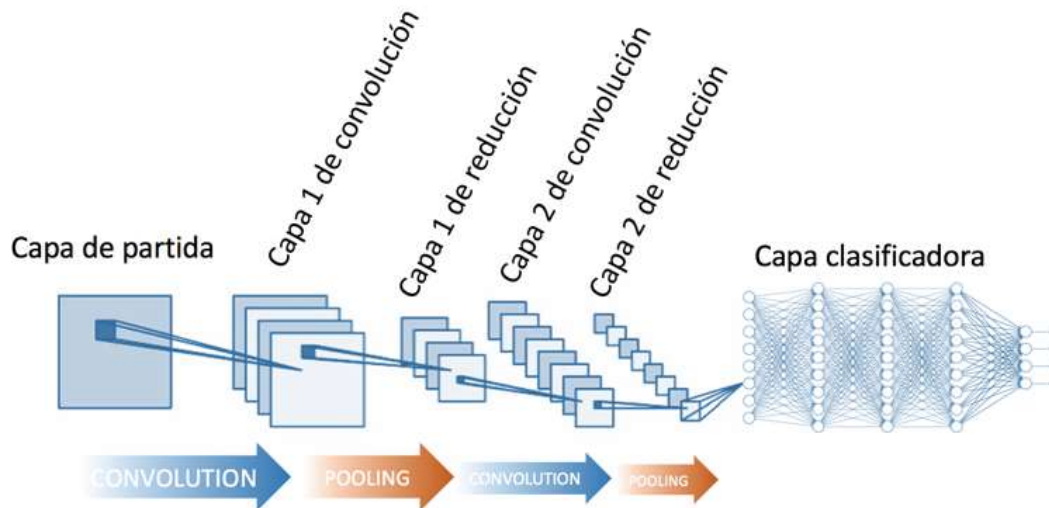 Capa de partida
Capa 1 de convolución
Capa 1 de reducción
Capa 2 de convolución
Capa 2 de reducción
Capa clasificadora
CONVOLUTION
POOLING
CONVOLUTION
POOLING